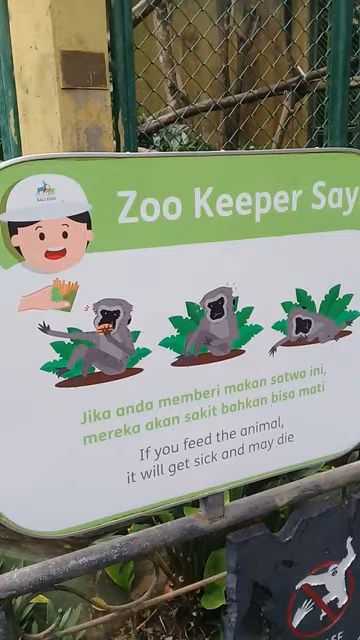 BALI ZOO
Zoo Keeper Say
Jika anda memberi makan satwa ini,
mereka akan sakit bahkan bisa mati
If you feed the animal,
it will get sick and may die